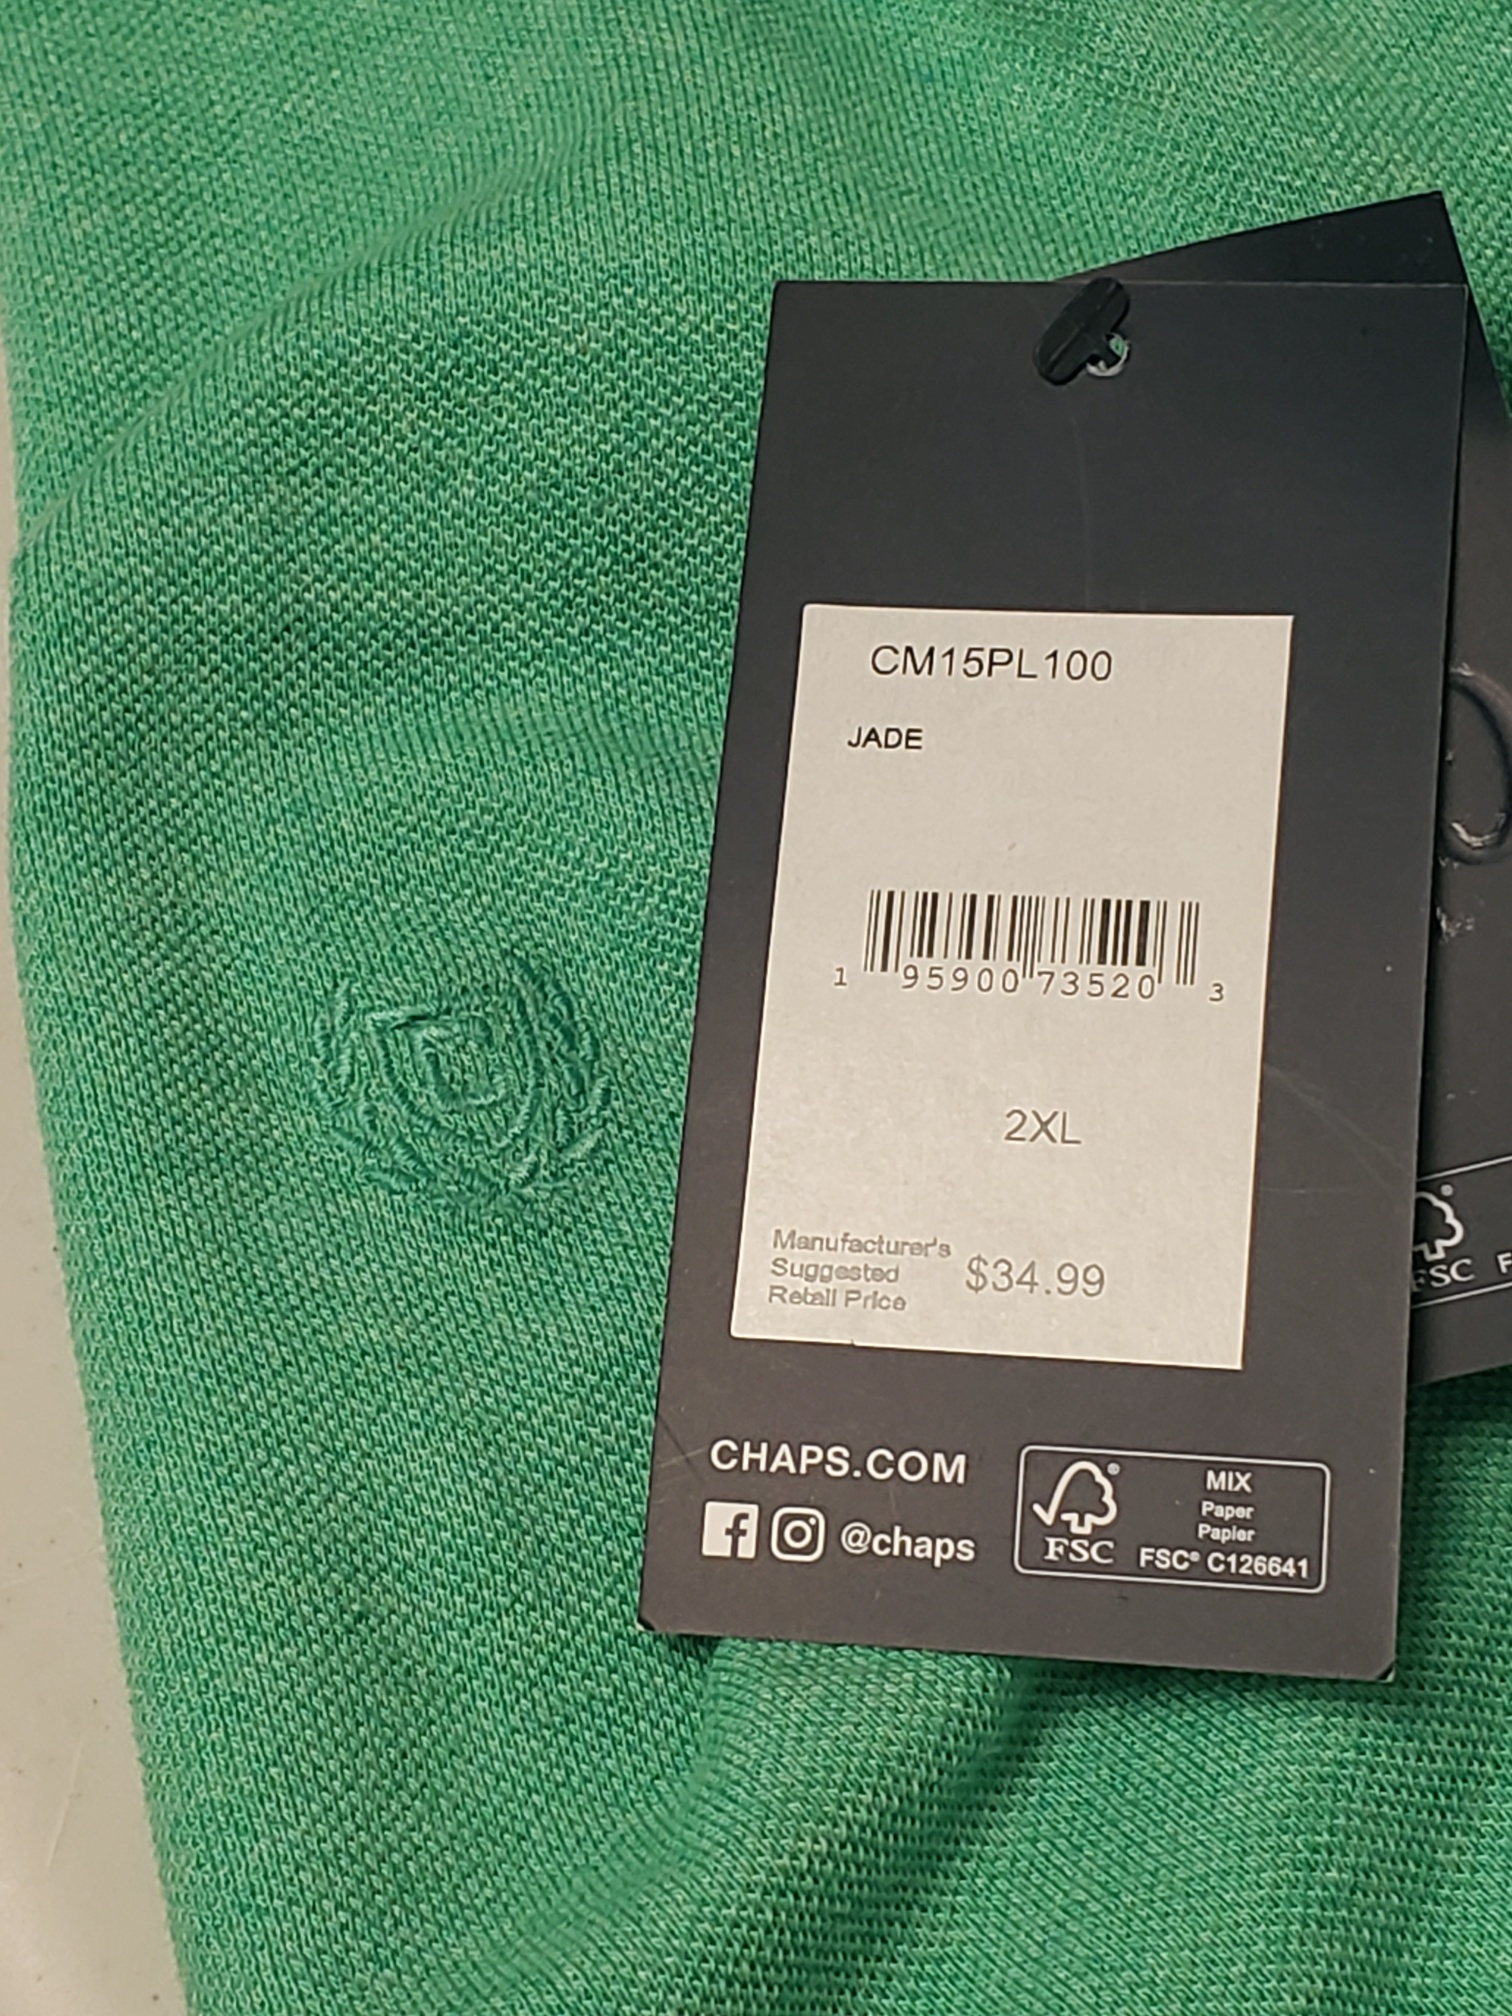 CM15PL100
JADE
1 95900 73520 3
2XL
Manufacturer's
Suggested
Retail Price
$34.99
CHAPS.COM
@chaps
FSC®
MIX
Paper
Papier
FSC® C126641
FSC